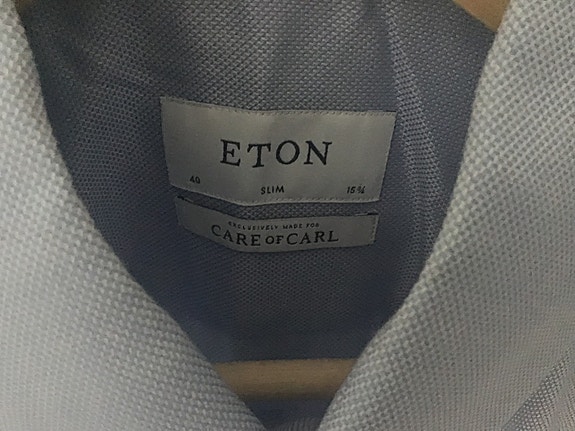 ETON
40 SLIM 15¾
EXCLUSIVELY MADE FOR
CARE OF CARL